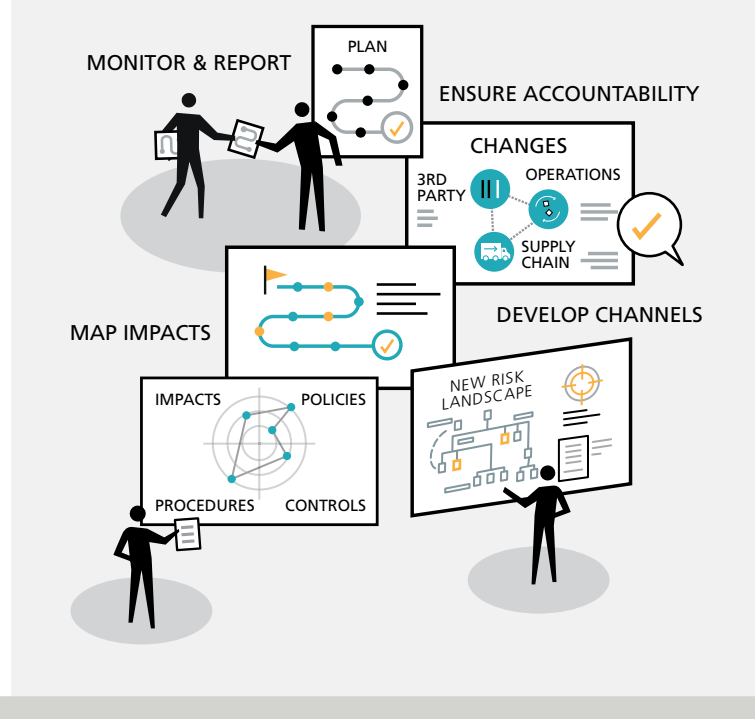 PLAN
MONITOR & REPORT
ENSURE ACCOUNTABILITY
CHANGES
3RD
PARTY
OPERATIONS
SUPPLY
CHAIN
DEVELOP CHANNELS
MAP IMPACTS
NEW RISK
LANDSCAPE
IMPACTS
POLICIES
PROCEDURES
CONTROLS